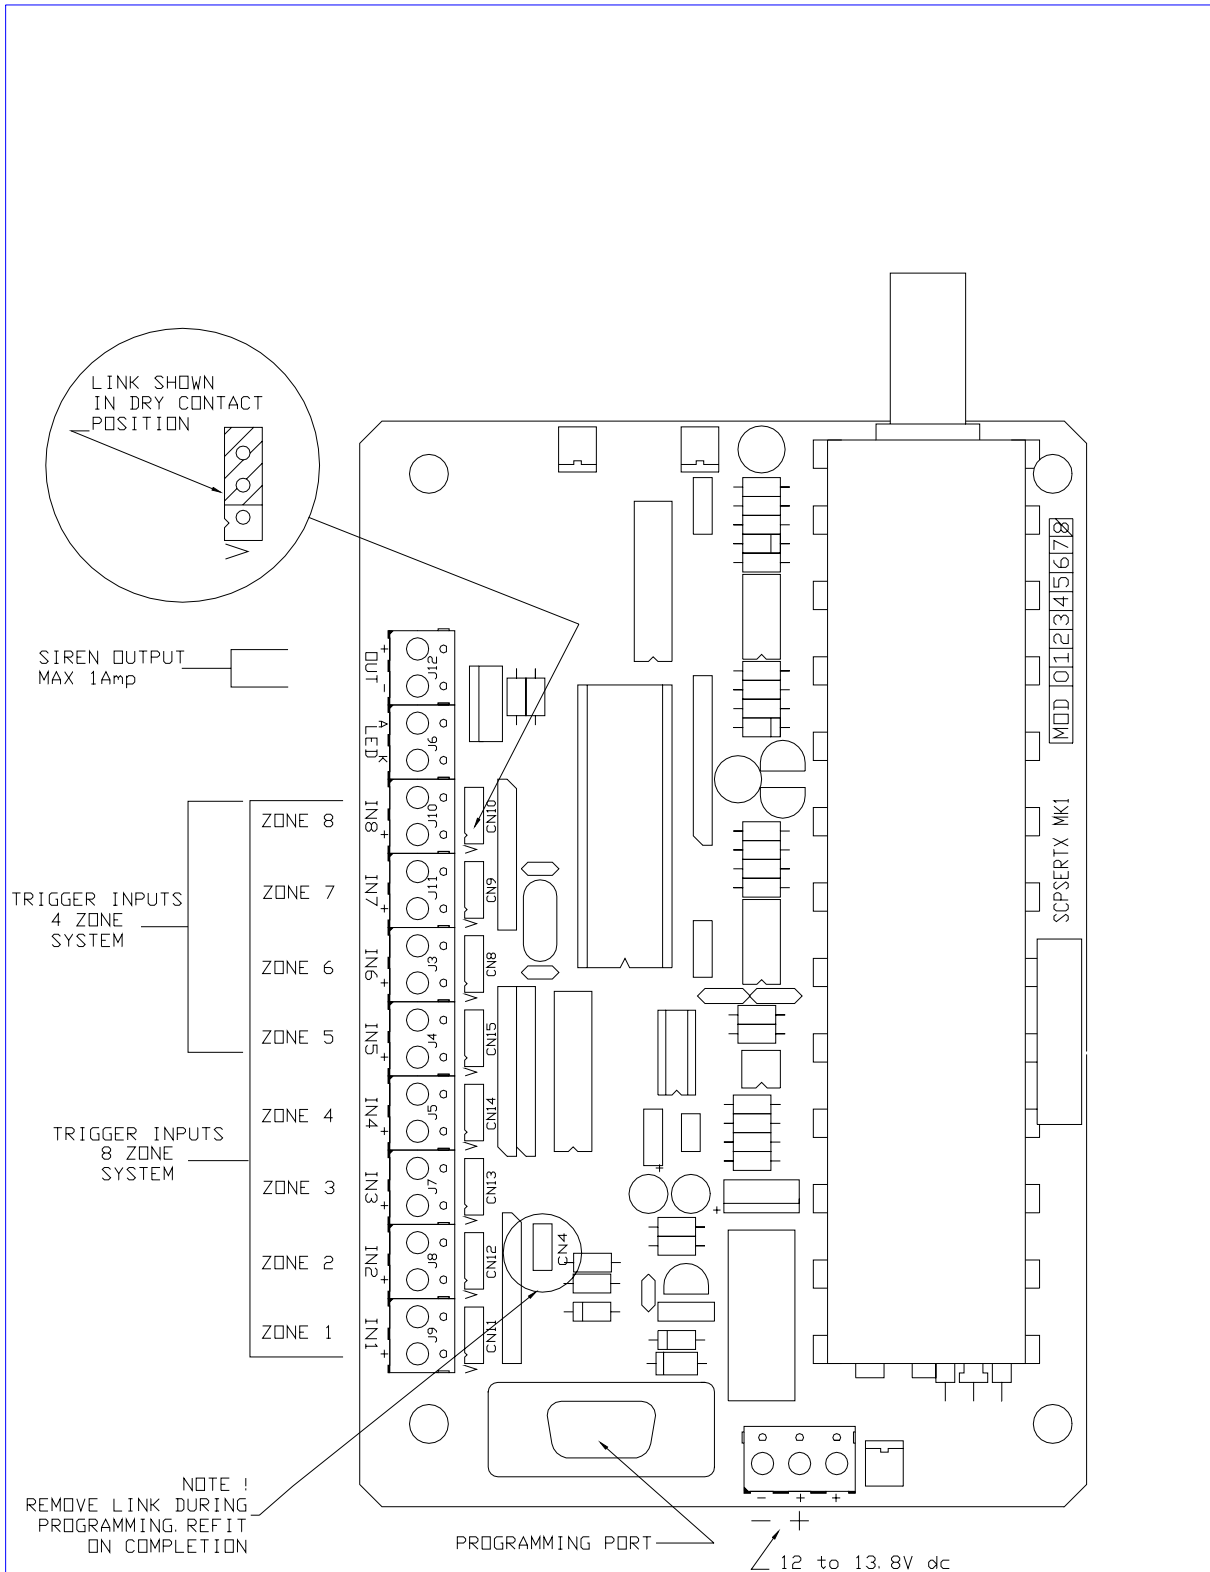 LINK SHOWN
IN DRY CONTACT
POSITION
V
SIREN OUTPUT
MAX 1Amp
+ OUT -
J12
A LED K
J6
TRIGGER INPUTS
4 ZONE
SYSTEM
TRIGGER INPUTS
8 ZONE
SYSTEM
ZONE 8
IN8 +
J10
CN10
V
ZONE 7
IN7 +
J11
CN9
V
ZONE 6
IN6 +
J3
CN8
V
ZONE 5
IN5 +
J4
CN15
V
ZONE 4
IN4 +
J5
CN14
V
ZONE 3
IN3 +
J7
CN13
V
ZONE 2
IN2 +
J8
CN12
V
ZONE 1
IN1 +
J9
CN11
V
CN4
+
+
MOD 0 1 2 3 4 5 6 7 8
SCPSERTX MK1
NOTE !
REMOVE LINK DURING
PROGRAMMING. REFIT
ON COMPLETION
PROGRAMMING PORT
- + +
- +
12 to 13.8V dc